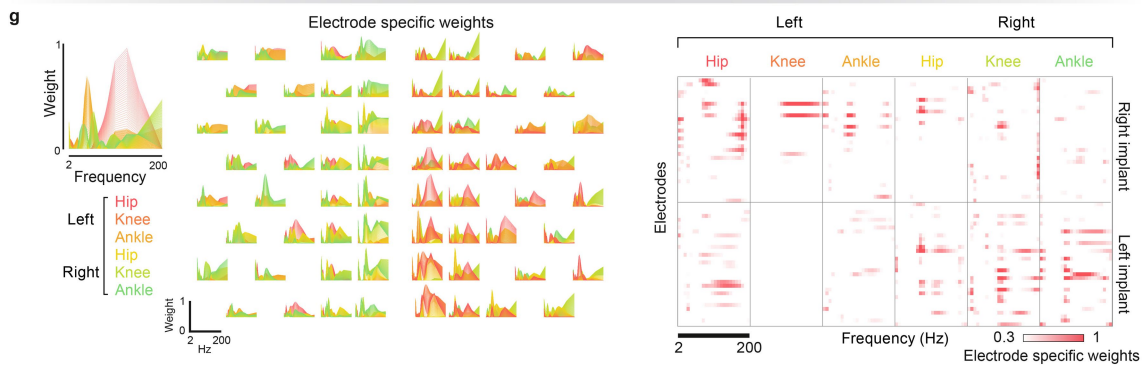 g
Electrode specific weights
1
Weight
0
2
200
Frequency
Left
Hip
Knee
Ankle
Right
Hip
Knee
Ankle
1
Weight
0
2
200
Hz
Left
Right
Hip
Knee
Ankle
Hip
Knee
Ankle
Electrodes
Right implant
Left implant
2
200
Frequency (Hz)
0.3
1
Electrode specific weights